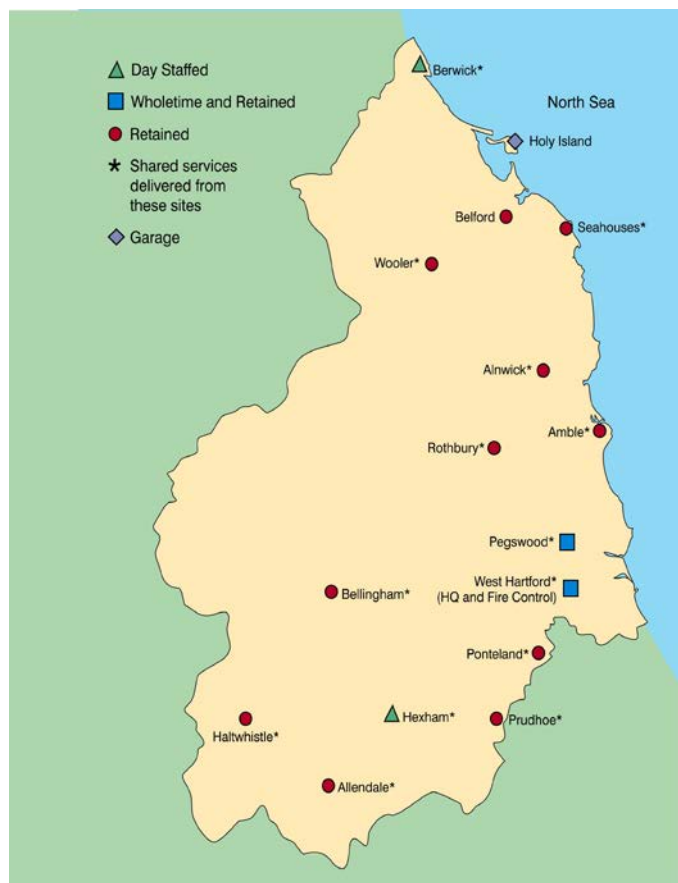 Day Staffed
Wholetime and Retained
Retained
* Shared services
delivered from
these sites
Garage
Berwick*
North Sea
Holy Island
Belford
Seahouses*
Wooler*
Alnwick*
Amble*
Rothbury*
Pegswood*
West Hartford*
(HQ and Fire Control)
Bellingham*
Ponteland*
Hexham*
Prudhoe*
Haltwhistle*
Allendale*